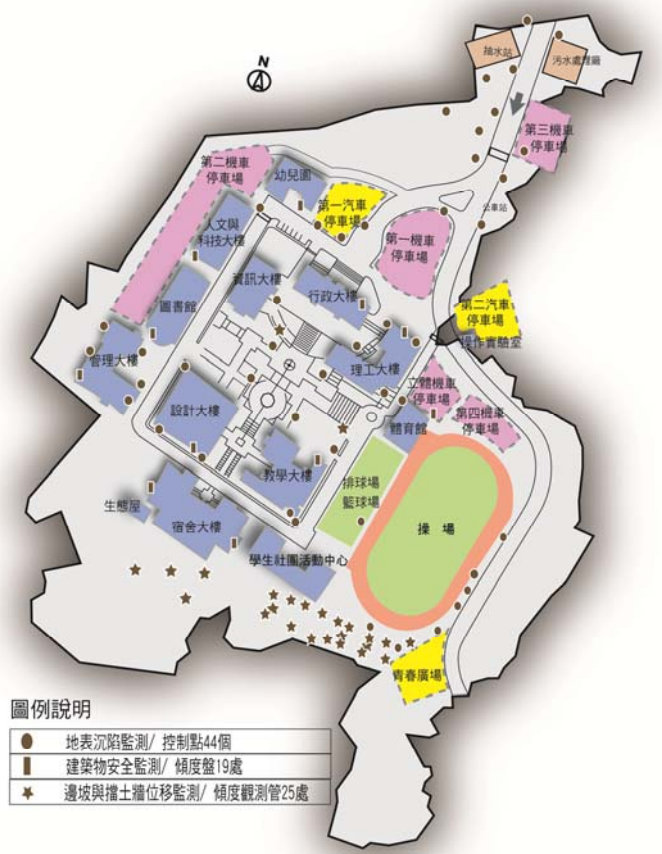 N
抽水站
污水處理廠
第三機車
停車場
第二機車
停車場
幼兒園
第一汽車
停車場
公車站
人文與
科技大樓
第一機車
停車場
資訊大樓
行政大樓
第二汽車
停車場
圖書館
操作實驗室
管理大樓
理工大樓
立體機車
停車場
第四機車
停車場
設計大樓
體育館
教學大樓
排球場
籃球場
生態屋
宿舍大樓
操 場
學生社團活動中心
青春廣場
圖例說明
地表沉陷監測/ 控制點44個
建築物安全監測/ 傾度盤19處
邊坡與擋土牆位移監測/ 傾度觀測管25處